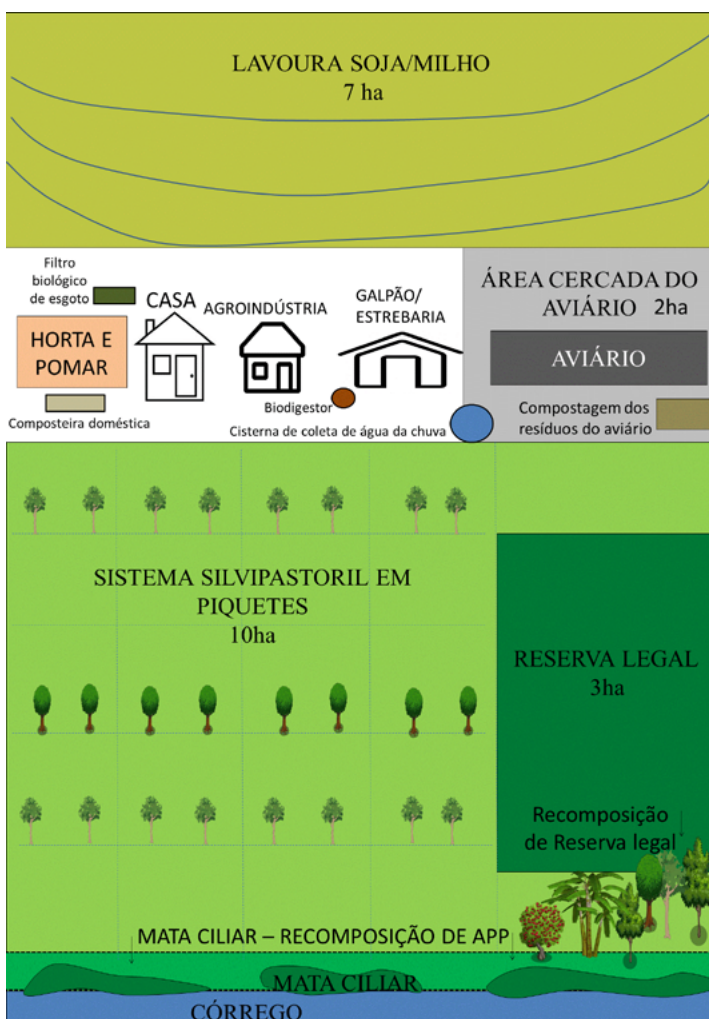 LAVOURA SOJA/MILHO
7 ha
Filtro
biológico
de esgoto
CASA
AGROINDÚSTRIA
GALPÃO/
ESTREBARIA
ÁREA CERCADA DO
AVIÁRIO 2ha
HORTA E
POMAR
AVIÁRIO
Composteira doméstica
Biodigestor
Cisterna de coleta de água da chuva
Compostagem dos
resíduos do aviário
SISTEMA SILVIPASTORIL EM
PIQUETES
10ha
RESERVA LEGAL
3ha
Recomposição
de Reserva legal
MATA CILIAR – RECOMPOSIÇÃO DE APP
MATA CILIAR
CÓRREGO